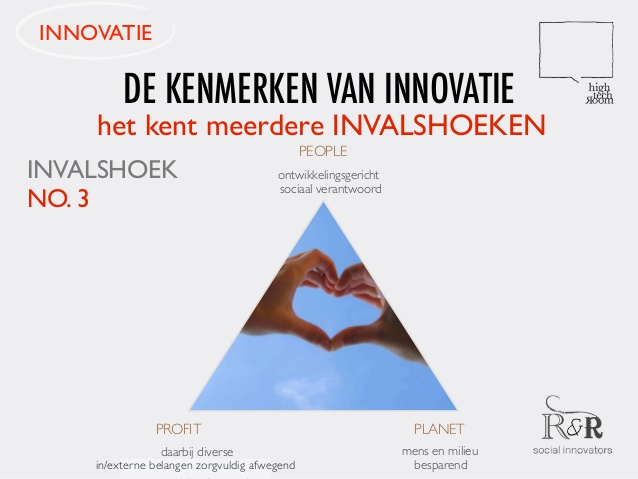 INNOVATIE
high
tech
Room
DE KENMERKEN VAN INNOVATIE
het kent meerdere INVALSHOEKEN
PEOPLE
INVALSHOEK
NO. 3
ontwikkelingsgericht
sociaal verantwoord
PROFIT
daarbij diverse
in/externe belangen zorgvuldig afwegend
PLANET
mens en milieu
besparend
R&R
social innovators